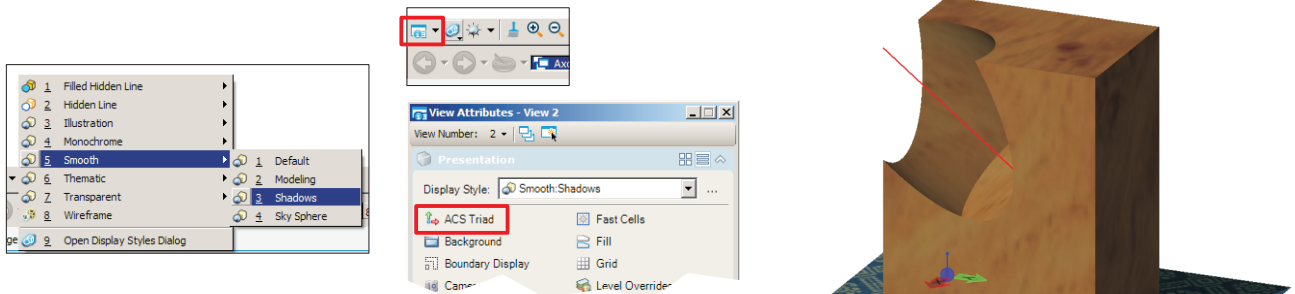 1 Filled Hidden Line
2 Hidden Line
3 Illustration
4 Monochrome
5 Smooth
6 Thematic
7 Transparent
8 Wireframe
9 Open Display Styles Dialog
ge
1 Default
2 Modeling
3 Shadows
4 Sky Sphere
Axo
View Attributes - View 2
View Number: 2
Presentation
Display Style: Smooth:Shadows ...
ACS Triad
Fast Cells
Background
Fill
Boundary Display
Grid
Level Overrides